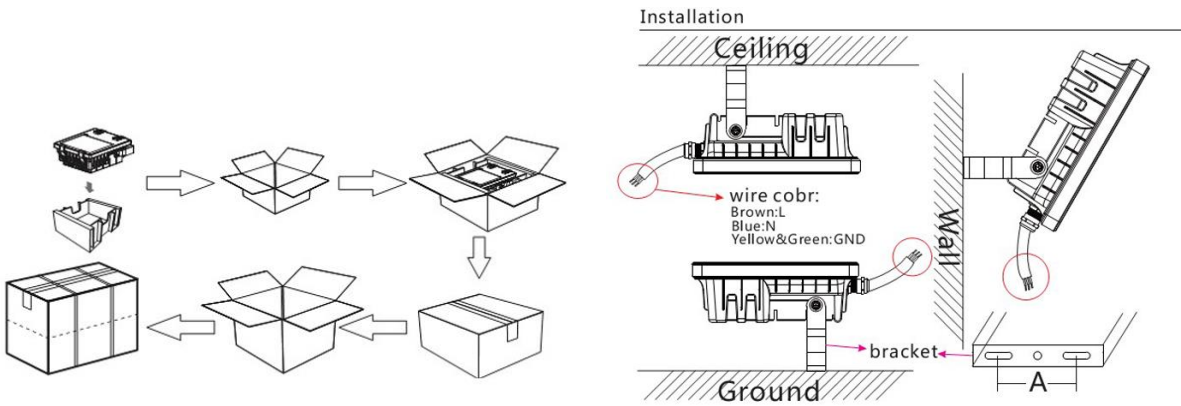 Installation
Ceiling
wire cobr:
Brown:L
Blue:N
Yellow&Green:GND
Wall
bracket
A
Ground